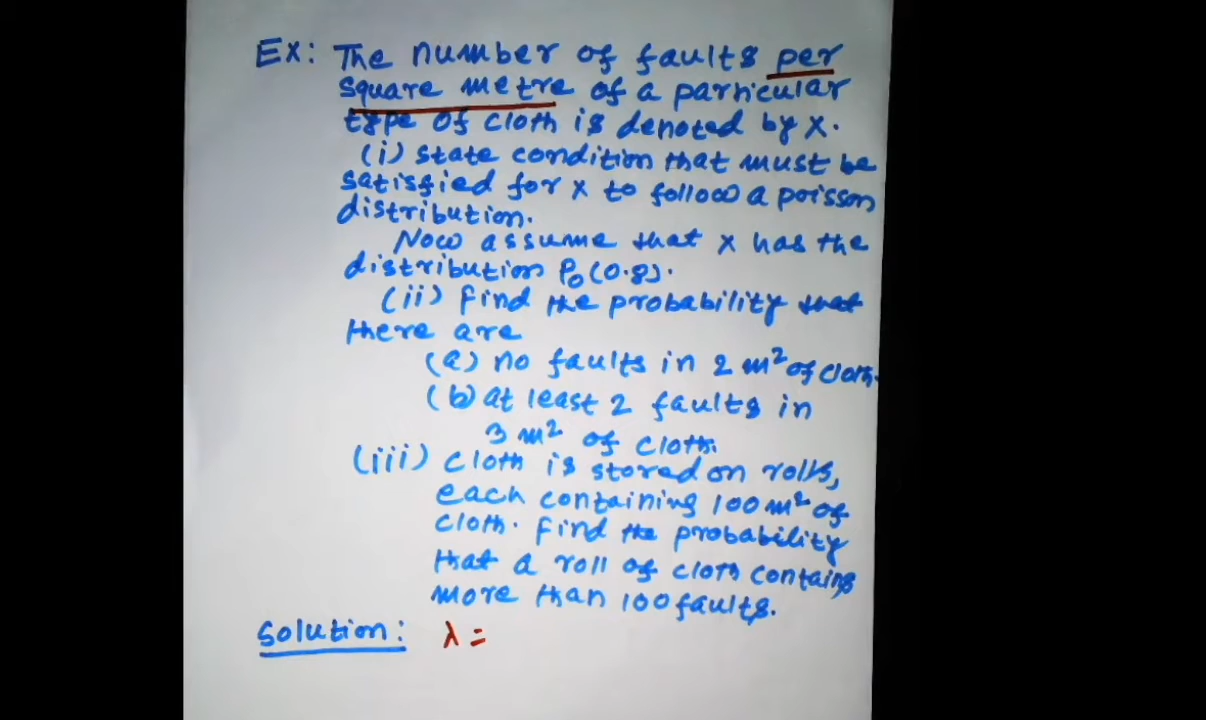 Ex: The number of faults per
square metre of a particular
type of cloth is denoted by x.
(i) state condition that must be
satisfied for x to follow a poisson
distribution.
Now assume that x has the
distribution Po(0.8).
(ii) Find the probability that
there are
(a) no faults in 2 m² of cloth.
(b) at least 2 faults in
3 m² of cloth.
(iii) cloth is stored on rolls,
each containing 100 m² of
cloth. Find the probability
that a roll of cloth contains
more than 100 faults.
Solution: λ =